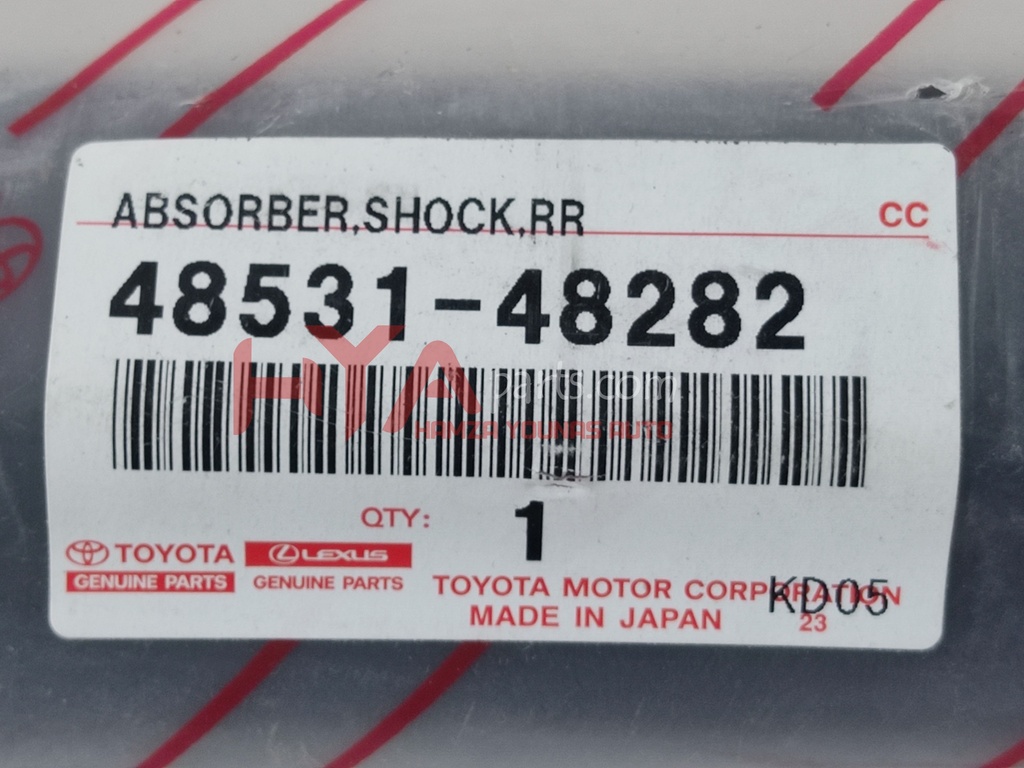 ABSORBER,SHOCK,RR CC
48531-48282
HYA parts.com
HAMZA YOUNAS AUTO
QTY: 1
TOYOTA LEXUS
GENUINE PARTS GENUINE PARTS
TOYOTA MOTOR CORPORATION KD05
MADE IN JAPAN 23